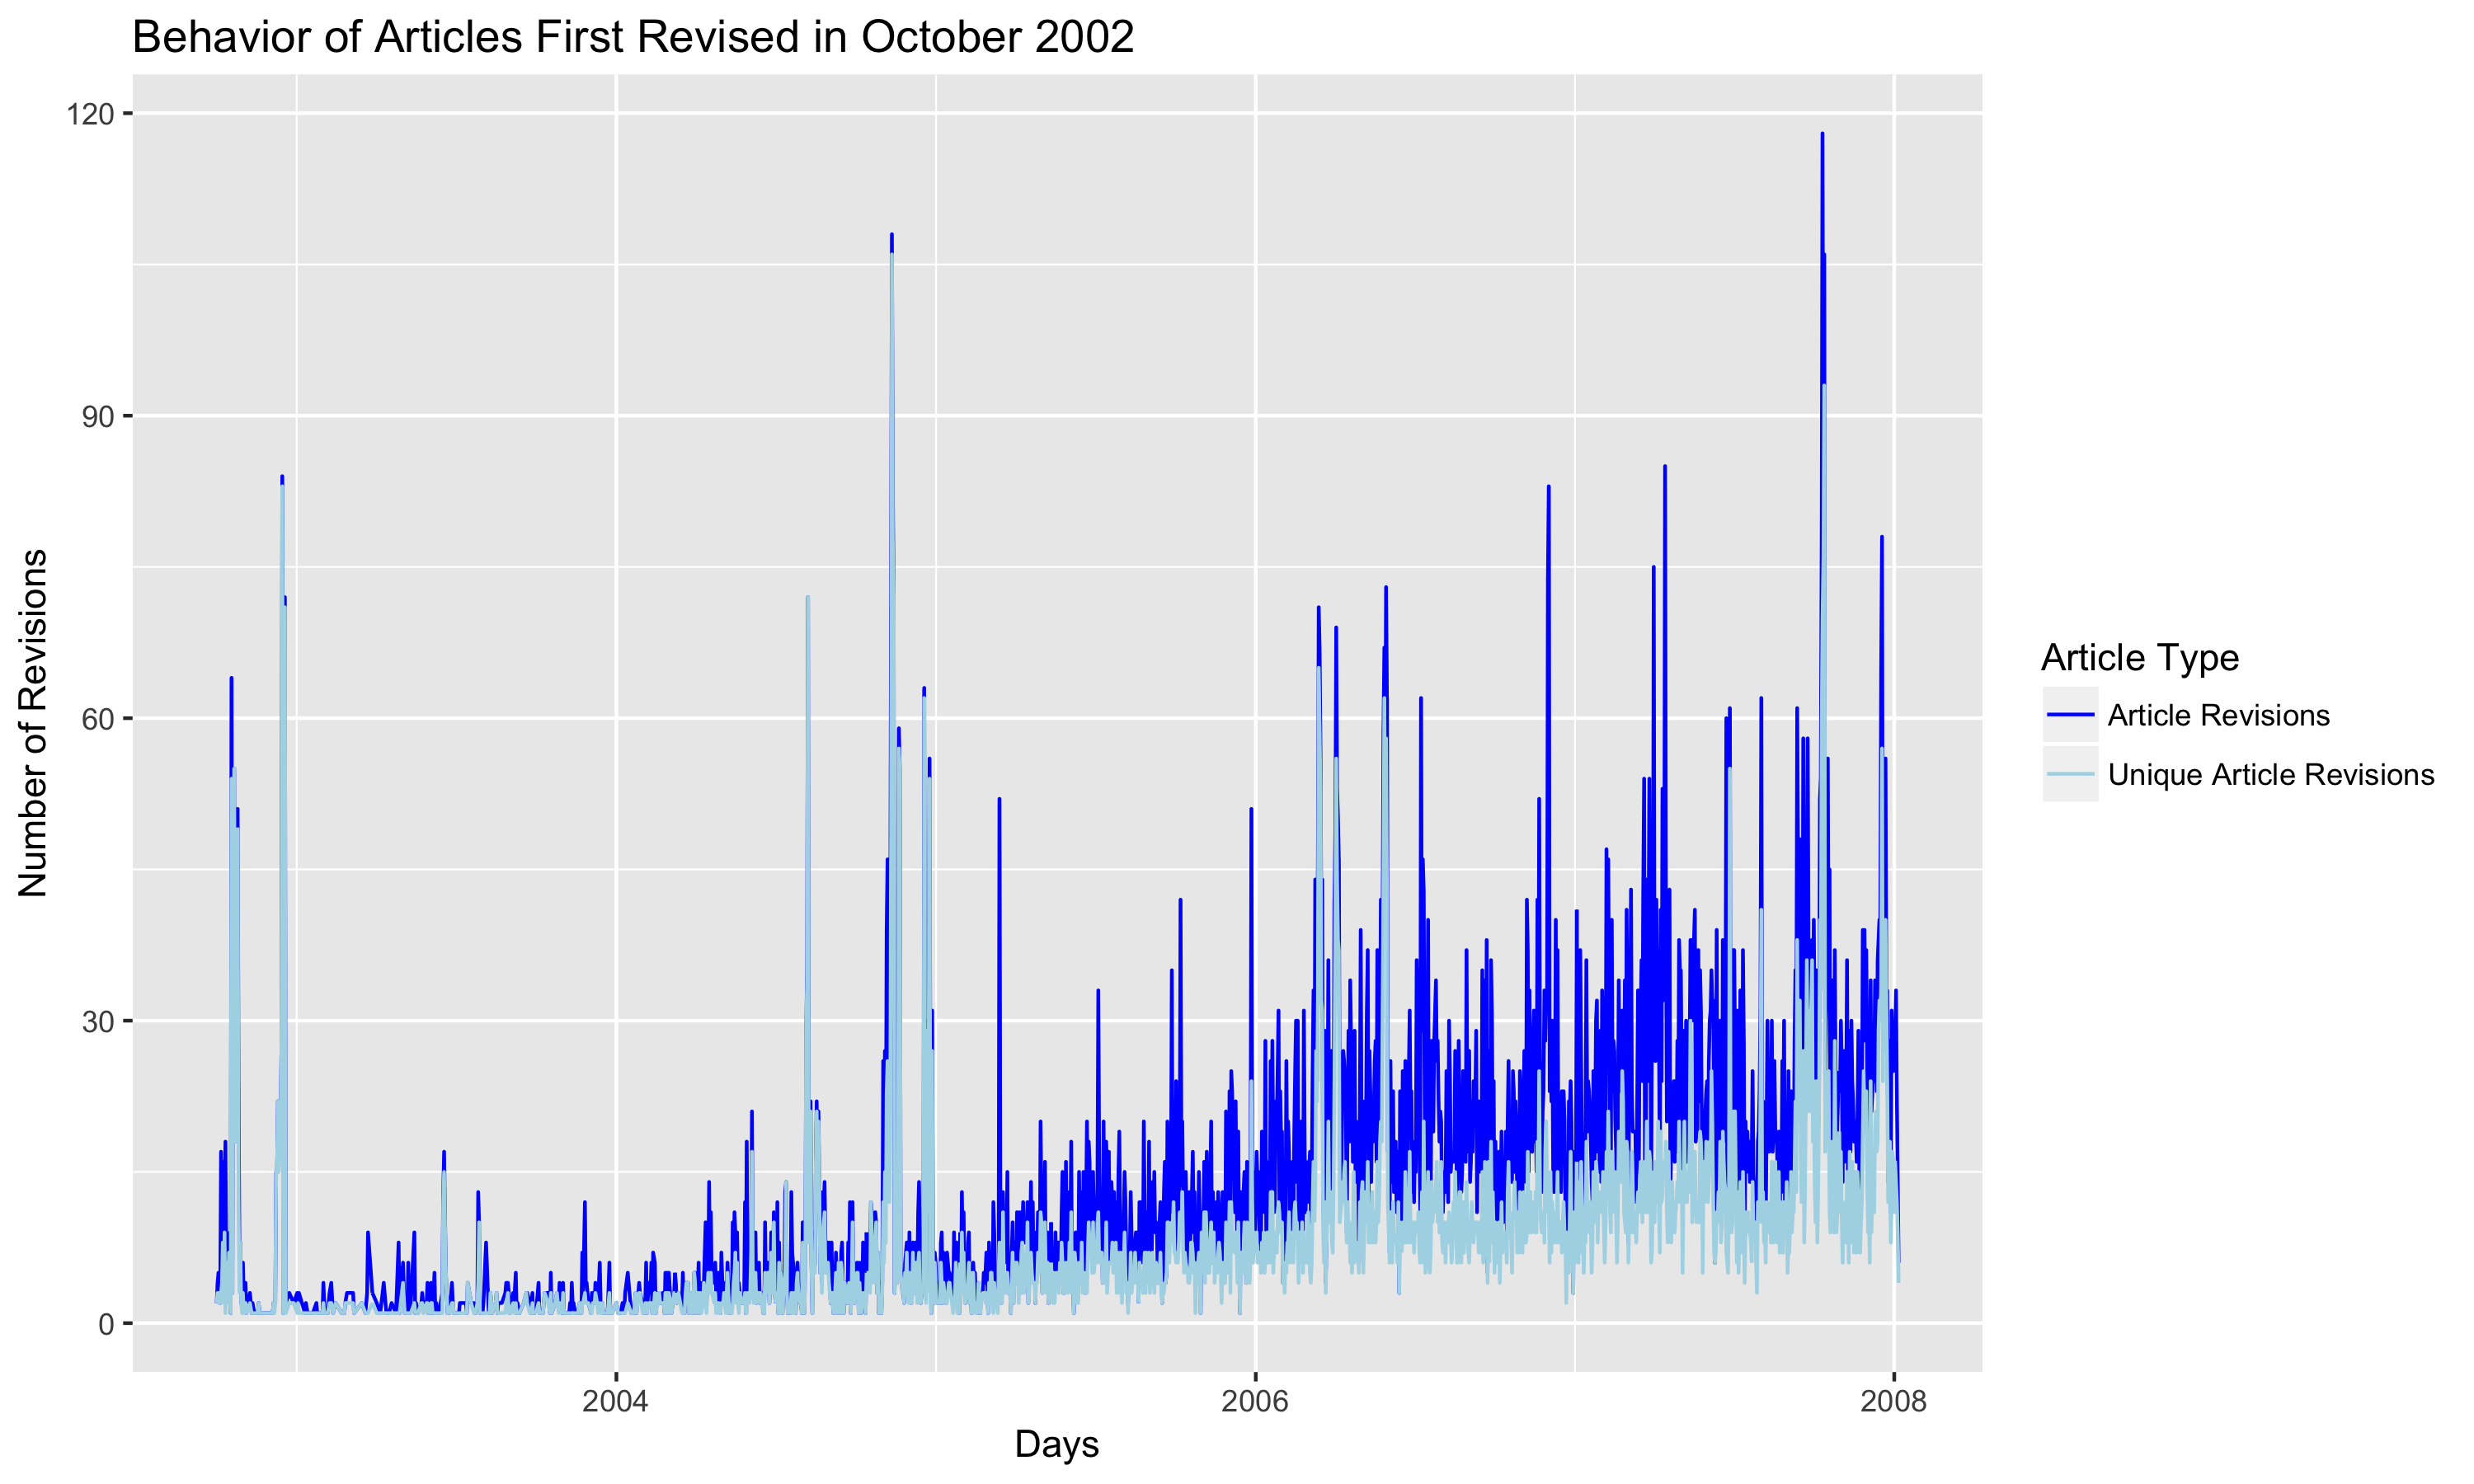 Behavior of Articles First Revised in October 2002
120
90
60
30
0
Number of Revisions
2004
2006
2008
Days
Article Type
Article Revisions
Unique Article Revisions